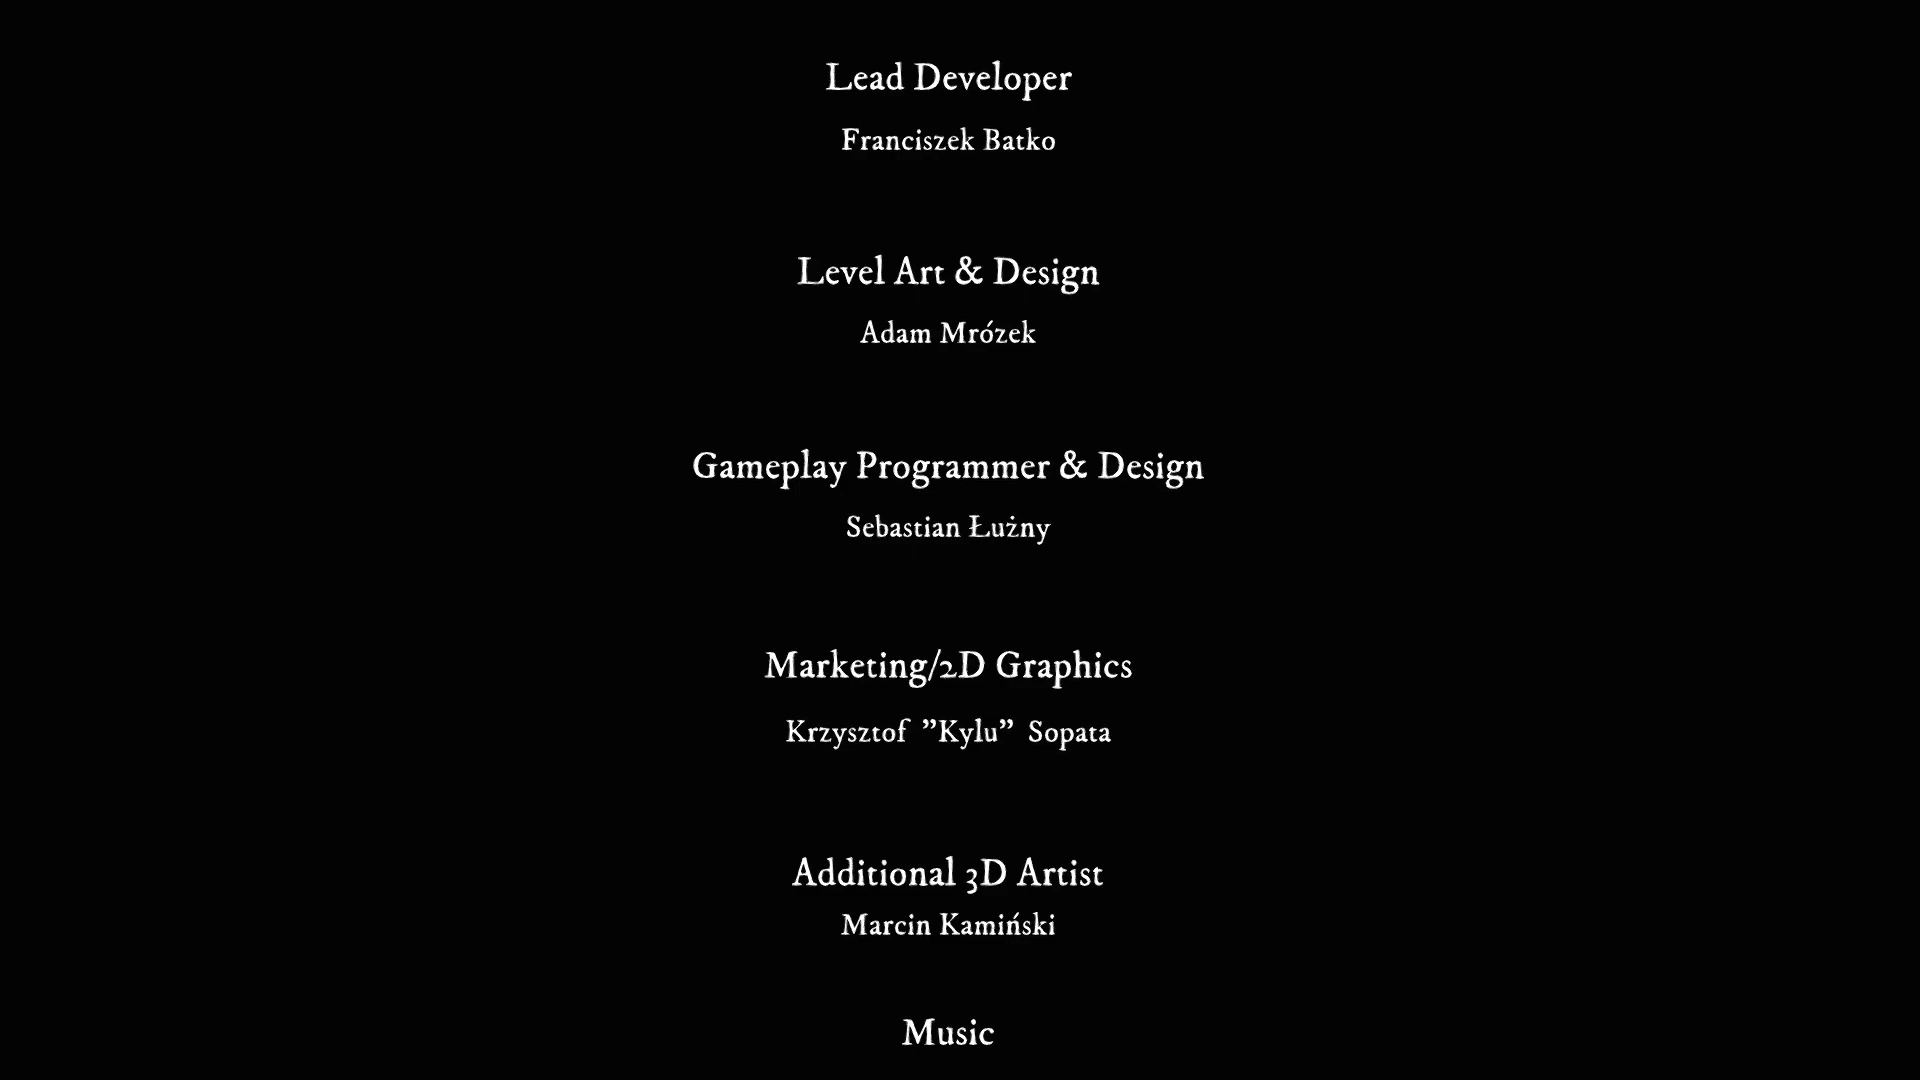 Lead Developer
Franciszek Batko
Level Art & Design
Adam Mrózek
Gameplay Programmer & Design
Sebastian Łużny
Marketing/2D Graphics
Krzysztof ”Kylu” Sopata
Additional 3D Artist
Marcin Kamiński
Music